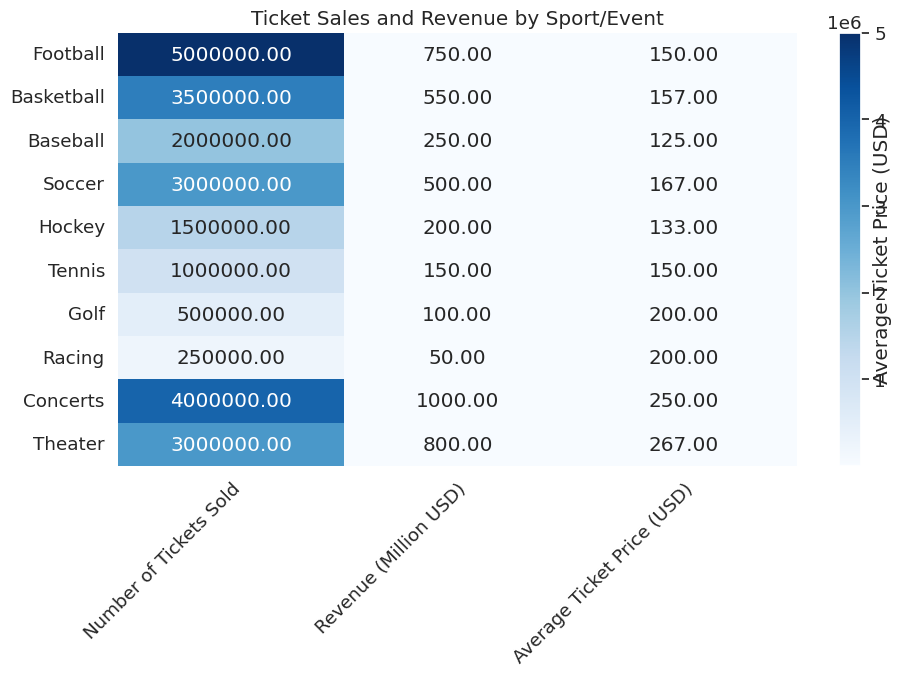 Ticket Sales and Revenue by Sport/Event
1e6
Football 5000000.00 750.00 150.00
Basketball 3500000.00 550.00 157.00
Baseball 2000000.00 250.00 125.00
Soccer 3000000.00 500.00 167.00
Hockey 1500000.00 200.00 133.00
Tennis 1000000.00 150.00 150.00
Golf 500000.00 100.00 200.00
Racing 250000.00 50.00 200.00
Concerts 4000000.00 1000.00 250.00
Theater 3000000.00 800.00 267.00
Number of Tickets Sold
Revenue (Million USD)
Average Ticket Price (USD)
5
4
3
2
1
Average Ticket Price (USD)